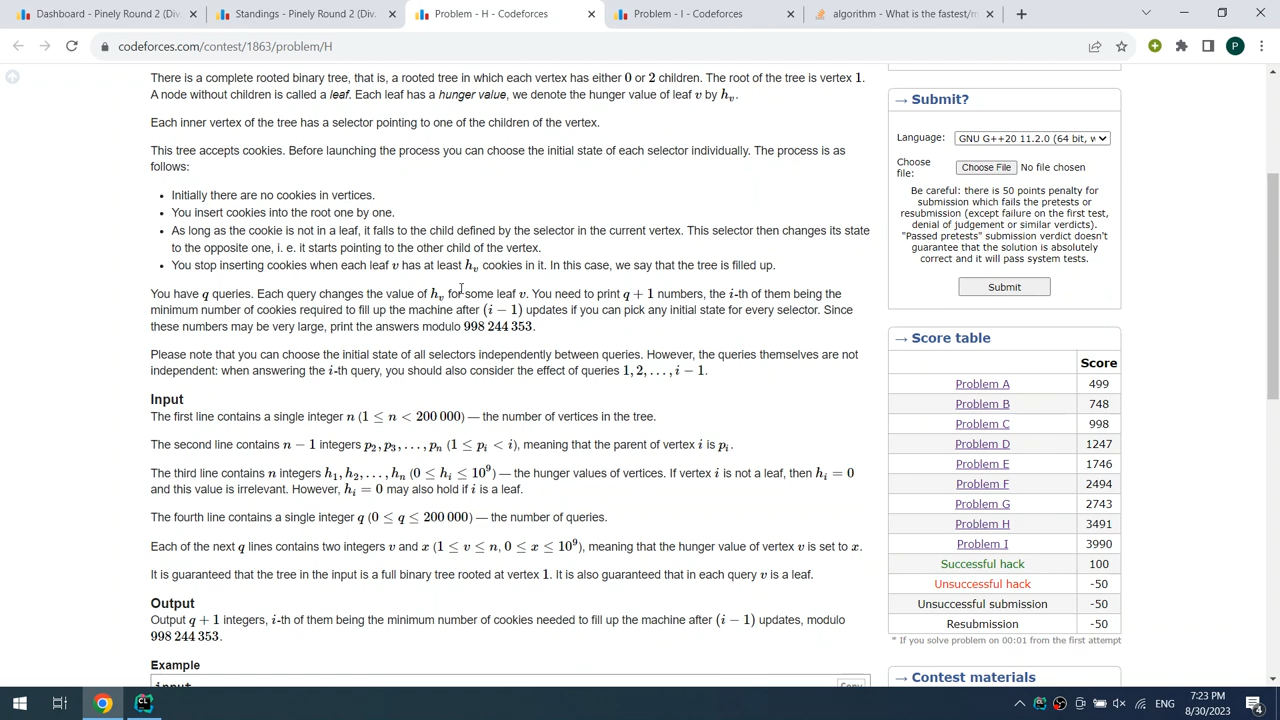 Dashboard - Pinely Round 2 (Div.
Standings - Pinely Round 2 (Div.
Problem - H - Codeforces
Problem - I - Codeforces
algorithm - What is the fastest/m
codeforces.com/contest/1863/problem/H
P
There is a complete rooted binary tree, that is, a rooted tree in which each vertex has either 0 or 2 children. The root of the tree is vertex 1.
A node without children is called a leaf. Each leaf has a hunger value, we denote the hunger value of leaf v by h_v.
Each inner vertex of the tree has a selector pointing to one of the children of the vertex.
This tree accepts cookies. Before launching the process you can choose the initial state of each selector individually. The process is as
follows:
• Initially there are no cookies in vertices.
• You insert cookies into the root one by one.
• As long as the cookie is not in a leaf, it falls to the child defined by the selector in the current vertex. This selector then changes its state
to the opposite one, i. e. it starts pointing to the other child of the vertex.
• You stop inserting cookies when each leaf v has at least h_v cookies in it. In this case, we say that the tree is filled up.
You have q queries. Each query changes the value of h_v for some leaf v. You need to print q + 1 numbers, the i-th of them being the
minimum number of cookies required to fill up the machine after (i − 1) updates if you can pick any initial state for every selector. Since
these numbers may be very large, print the answers modulo 998 244 353.
Please note that you can choose the initial state of all selectors independently between queries. However, the queries themselves are not
independent: when answering the i-th query, you should also consider the effect of queries 1, 2, . . . , i − 1.
Input
The first line contains a single integer n (1 ≤ n < 200 000) — the number of vertices in the tree.
The second line contains n − 1 integers p_2, p_3, . . . , p_n (1 ≤ p_i < i), meaning that the parent of vertex i is p_i.
The third line contains n integers h_1, h_2, . . . , h_n (0 ≤ h_i ≤ 10^9) — the hunger values of vertices. If vertex i is not a leaf, then h_i = 0
and this value is irrelevant. However, h_i = 0 may also hold if i is a leaf.
The fourth line contains a single integer q (0 ≤ q ≤ 200 000) — the number of queries.
Each of the next q lines contains two integers v and x (1 ≤ v ≤ n, 0 ≤ x ≤ 10^9), meaning that the hunger value of vertex v is set to x.
It is guaranteed that the tree in the input is a full binary tree rooted at vertex 1. It is also guaranteed that in each query v is a leaf.
Output
Output q + 1 integers, i-th of them being the minimum number of cookies needed to fill up the machine after (i − 1) updates, modulo
998 244 353.
Example
→ Submit?
Language:
GNU G++20 11.2.0 (64 bit, w
Choose
file:
Choose File No file chosen
Be careful: there is 50 points penalty for
submission which fails the pretests or
resubmission (except failure on the first test,
denial of judgement or similar verdicts).
"Passed pretests" submission verdict doesn't
guarantee that the solution is absolutely
correct and it will pass system tests.
Submit
→ Score table
Score
Problem A 499
Problem B 748
Problem C 998
Problem D 1247
Problem E 1746
Problem F 2494
Problem G 2743
Problem H 3491
Problem I 3990
Successful hack 100
Unsuccessful hack -50
Unsuccessful submission -50
Resubmission -50
* If you solve problem on 00:01 from the first attempt
→ Contest materials
ENG
7:23 PM
8/30/2023
4